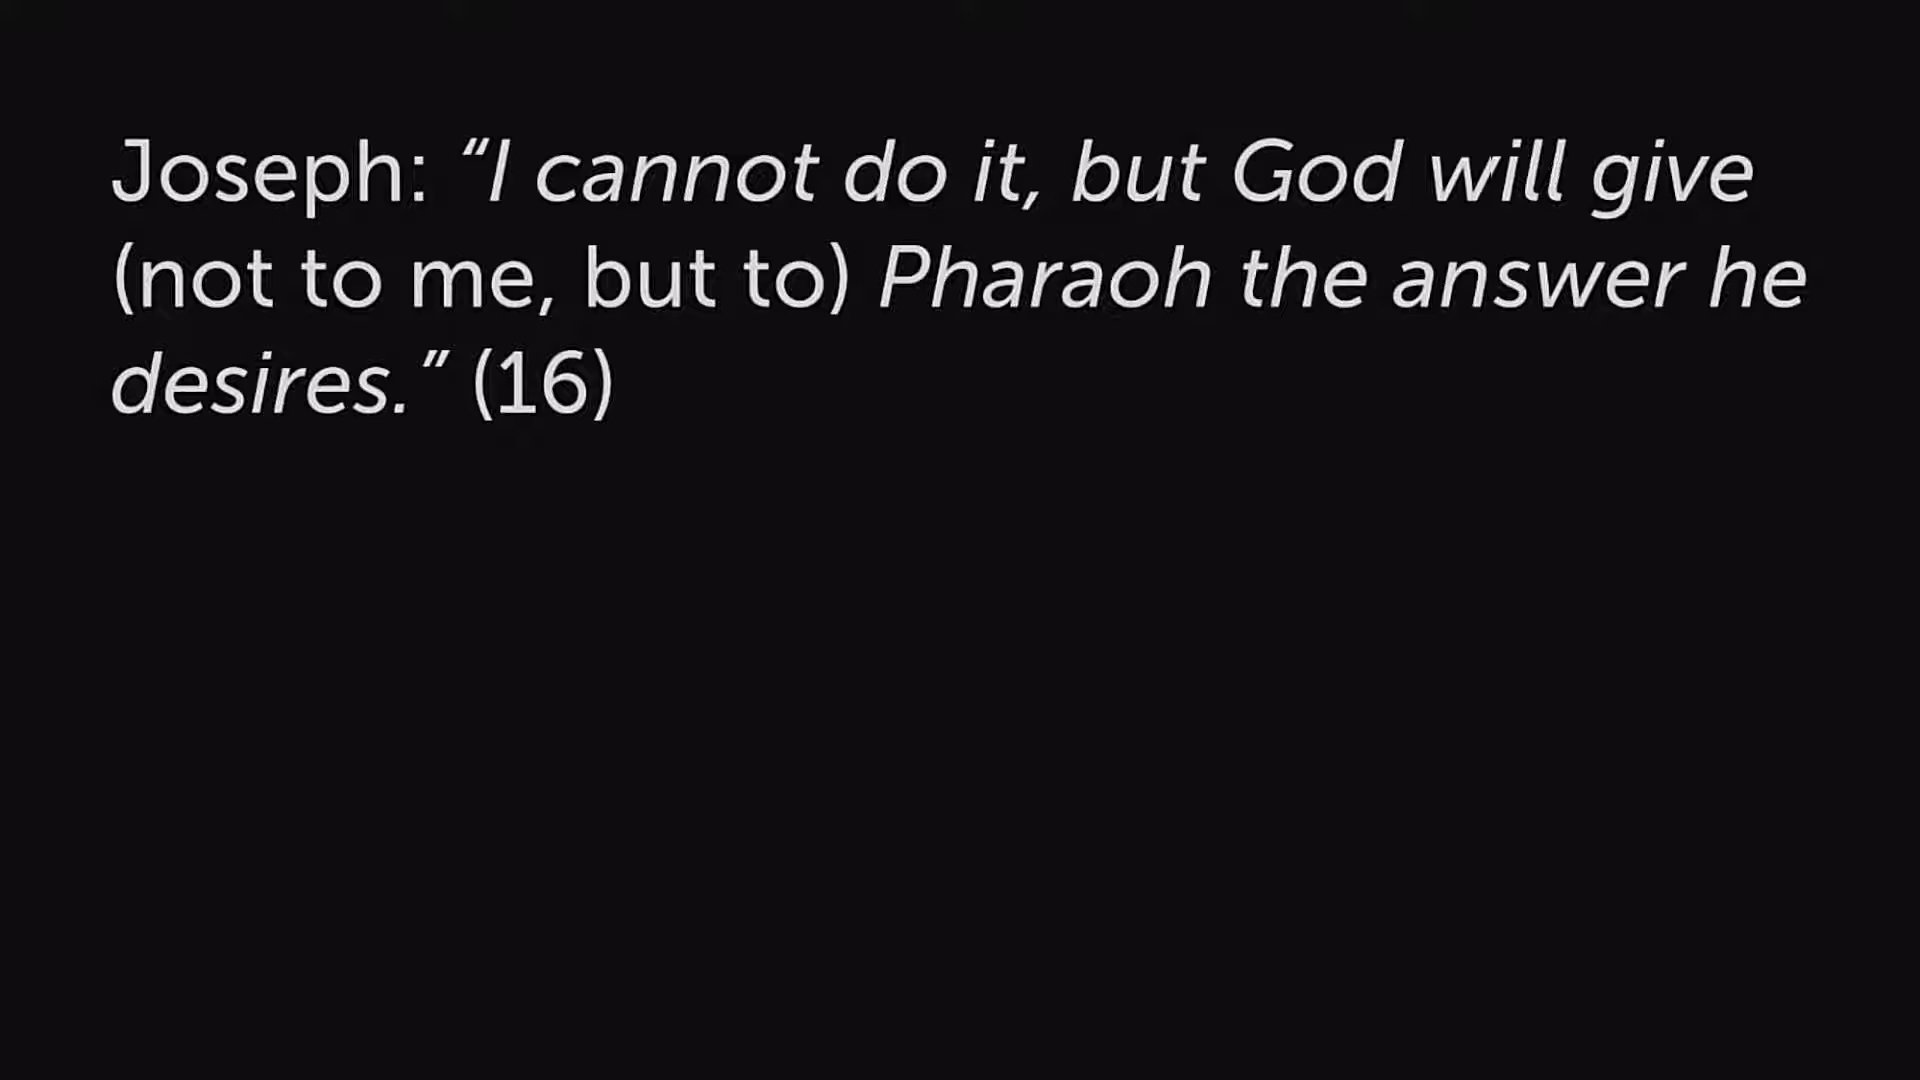 Joseph: “I cannot do it, but God will give
(not to me, but to) Pharaoh the answer he
desires.” (16)